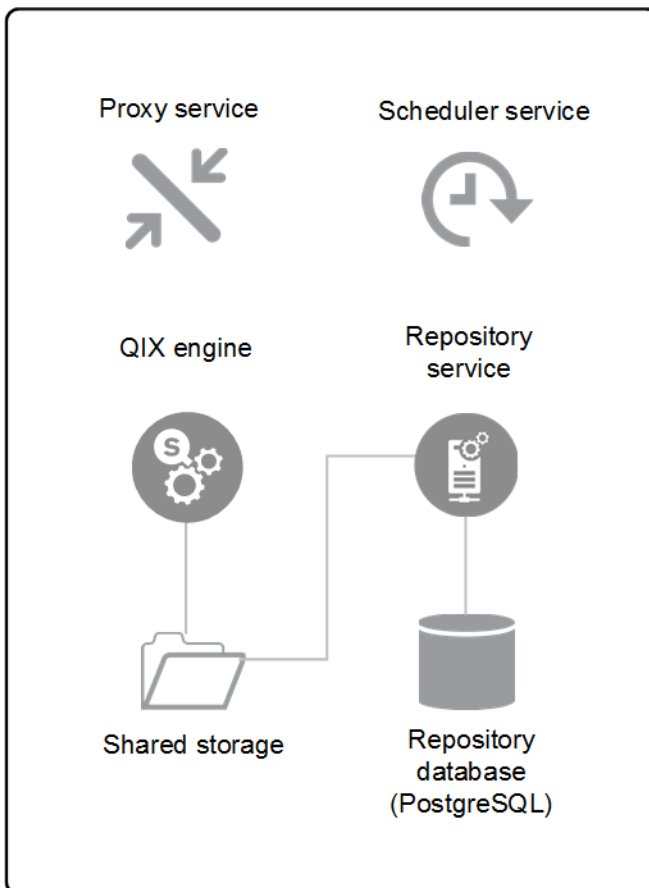 Proxy service
Scheduler service
QIX engine
Repository
service
S
Shared storage
Repository
database
(PostgreSQL)